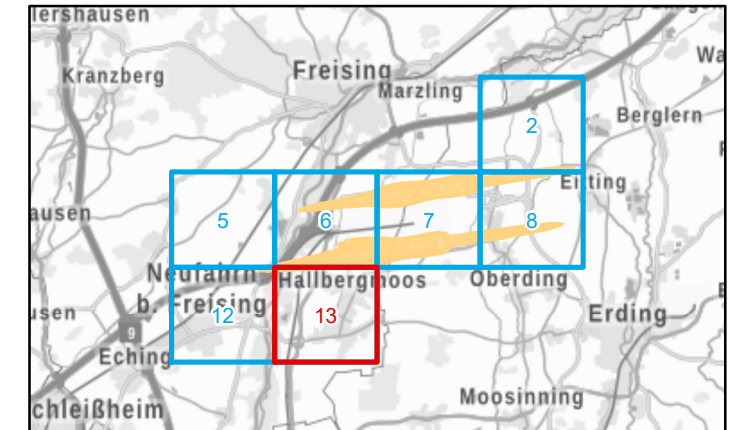 lershausen
Kranzberg
Freising
Marzling
Wa
2
Berglern
Eitting
ausen
5
6
7
8
Neufahrn
b. Freising
Hallbergmoos
Oberding
12
13
usen
9
Erding
Eching
Moosinning
chleißheim